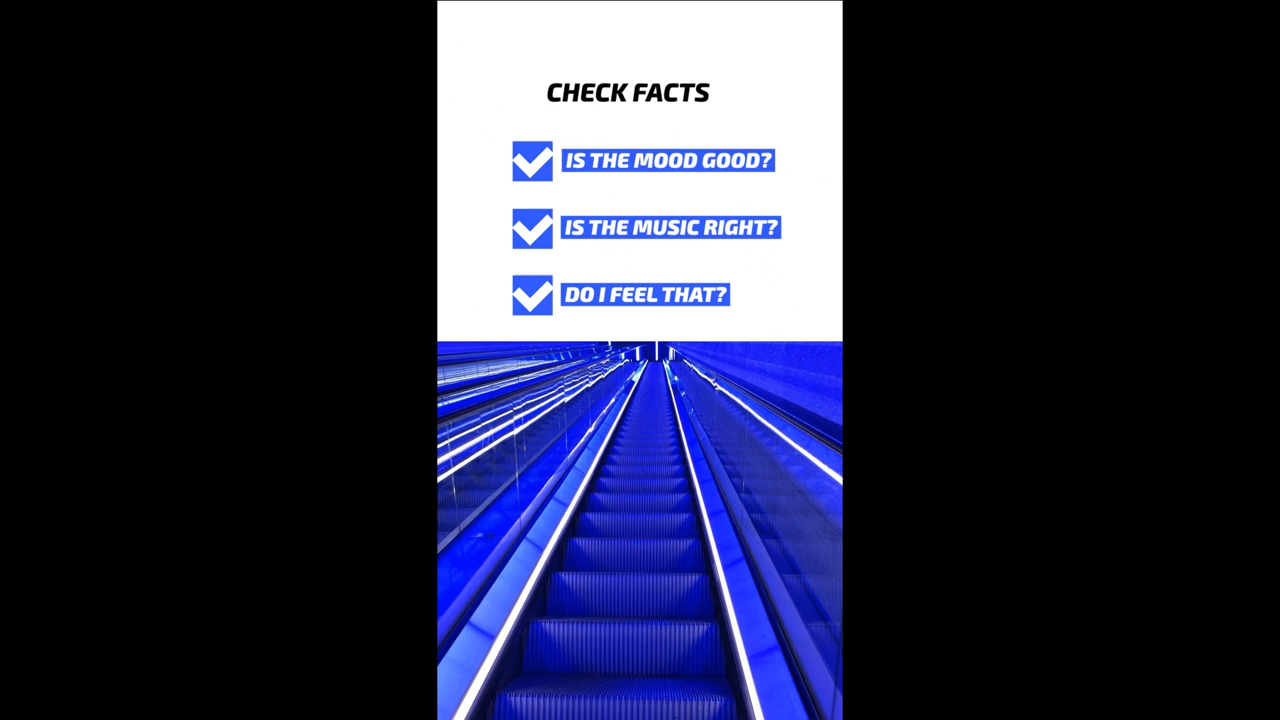 CHECK FACTS
IS THE MOOD GOOD?
IS THE MUSIC RIGHT?
DO I FEEL THAT?